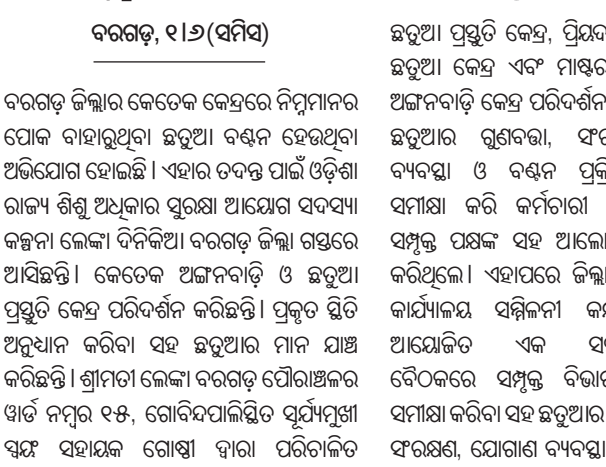 ବରଗଡ଼, ୧ା୬(ସମିସ)
ବରଗଡ଼ ଜିଲ୍ଲାର କେତେକ କେନ୍ଦ୍ରରେ ନିମ୍ନମାନର
ପୋକ ବାହାରୁଥିବା ଛତୁଆ ବଣ୍ଟନ ହେଉଥିବା
ଅଭିଯୋଗ ହୋଇଛି । ଏହାର ତଦନ୍ତ ପାଇଁ ଓଡ଼ିଶା
ରାଜ୍ୟ ଶିଶୁ ଅଧିକାର ସୁରକ୍ଷା ଆୟୋଗ ସଦସ୍ୟା
କଳ୍ପନା ଲେଙ୍କା ଦିନିକିଆ ବରଗଡ଼ ଜିଲ୍ଲା ଗସ୍ତରେ
ଆସିଛନ୍ତି । କେତେକ ଅଙ୍ଗନବାଡ଼ି ଓ ଛତୁଆ
ପ୍ରସ୍ତୁତି କେନ୍ଦ୍ର ପରିଦର୍ଶନ କରିଛନ୍ତି । ପ୍ରକୃତ ସ୍ଥିତି
ଅନୁଧ୍ୟାନ କରିବା ସହ ଛତୁଆର ମାନ ଯାଞ୍ଚ
କରିଛନ୍ତି । ଶ୍ରୀମତୀ ଲେଙ୍କା ବରଗଡ଼ ପୌରାଞ୍ଚଳର
ୱାର୍ଡ ନମ୍ବର ୧୫, ଗୋବିନ୍ଦପାଲିସ୍ଥିତ ସୂର୍ଯ୍ୟମୁଖୀ
ସ୍ୱୟଂ ସହାୟକ ଗୋଷ୍ଠୀ ଦ୍ୱାରା ପରିଚାଳିତ
ଛତୁଆ ପ୍ରସ୍ତୁତି କେନ୍ଦ୍ର, ପ୍ରିୟଦ
ଛତୁଆ କେନ୍ଦ୍ର ଏବଂ ମାଷ୍ଟର
ଅଙ୍ଗନବାଡ଼ି କେନ୍ଦ୍ର ପରିଦର୍ଶନ
ଛତୁଆର ଗୁଣବତ୍ତା, ସଂର
ବ୍ୟବସ୍ଥା ଓ ବଣ୍ଟନ ପ୍ରକ୍ରି
ସମୀକ୍ଷା କରି କର୍ମଚାରୀ
ସମ୍ପୃକ୍ତ ପକ୍ଷଙ୍କ ସହ ଆଲୋ
କରିଥିଲେ । ଏହାପରେ ଜିଲ୍ଲା
କାର୍ଯ୍ୟାଳୟ ସମ୍ମିଳନୀ କ
ଆୟୋଜିତ ଏକ ସ
ବୈଠକରେ ସମ୍ପୃକ୍ତ ବିଭା
ସମୀକ୍ଷା କରିବା ସହ ଛତୁଆର
ସଂରକ୍ଷଣ, ଯୋଗାଣ ବ୍ୟବସ୍ଥା